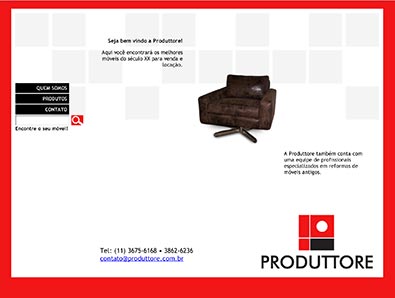 Seja bem vindo a Produttore!
Aqui você encontrará os melhores
móveis do século XX para venda e
locação.
QUEM SOMOS
PRODUTOS
CONTATO
Encontre o seu móvel!
A Produttore também conta com
uma equipe de profissionais
especializados em reformas de
móveis antigos.
Tel: (11) 3675-6168 • 3862-6236
contato@produttore.com.br
PRODUTTORE